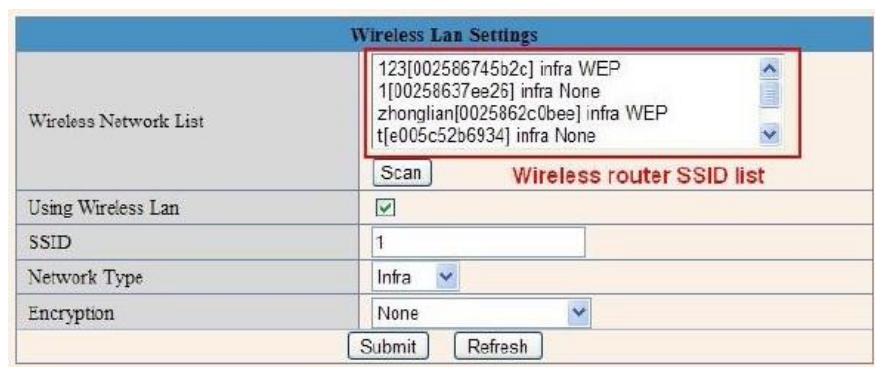 Wireless Lan Settings
Wireless Network List
123[002586745b2c] infra WEP
1[00258637ee26] infra None
zhonglian[0025862c0bee] infra WEP
t[e005c52b6934] infra None
Scan
Wireless router SSID list
Using Wireless Lan
SSID
1
Network Type
Infra
Encryption
None
Submit
Refresh